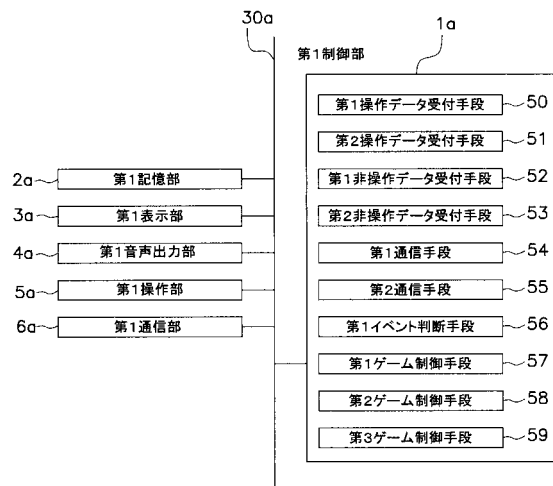 30a
1a
第1制御部
第1操作データ受付手段 50
第2操作データ受付手段 51
2a 第1記憶部
第1非操作データ受付手段 52
3a 第1表示部
第2非操作データ受付手段 53
4a 第1音声出力部
第1通信手段 54
5a 第1操作部
第2通信手段 55
6a 第1通信部
第1イベント判断手段 56
第1ゲーム制御手段 57
第2ゲーム制御手段 58
第3ゲーム制御手段 59